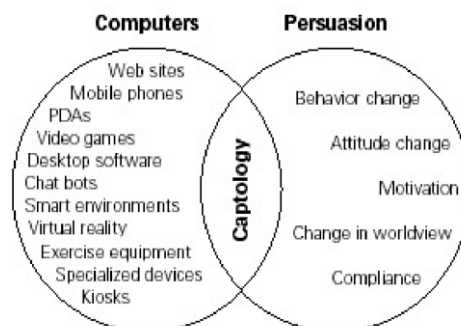 Computers
Persuasion
Web sites
Mobile phones
PDAs
Video games
Desktop software
Chat bots
Smart environments
Virtual reality
Exercise equipment
Specialized devices
Kiosks
Captology
Behavior change
Attitude change
Motivation
Change in worldview
Compliance